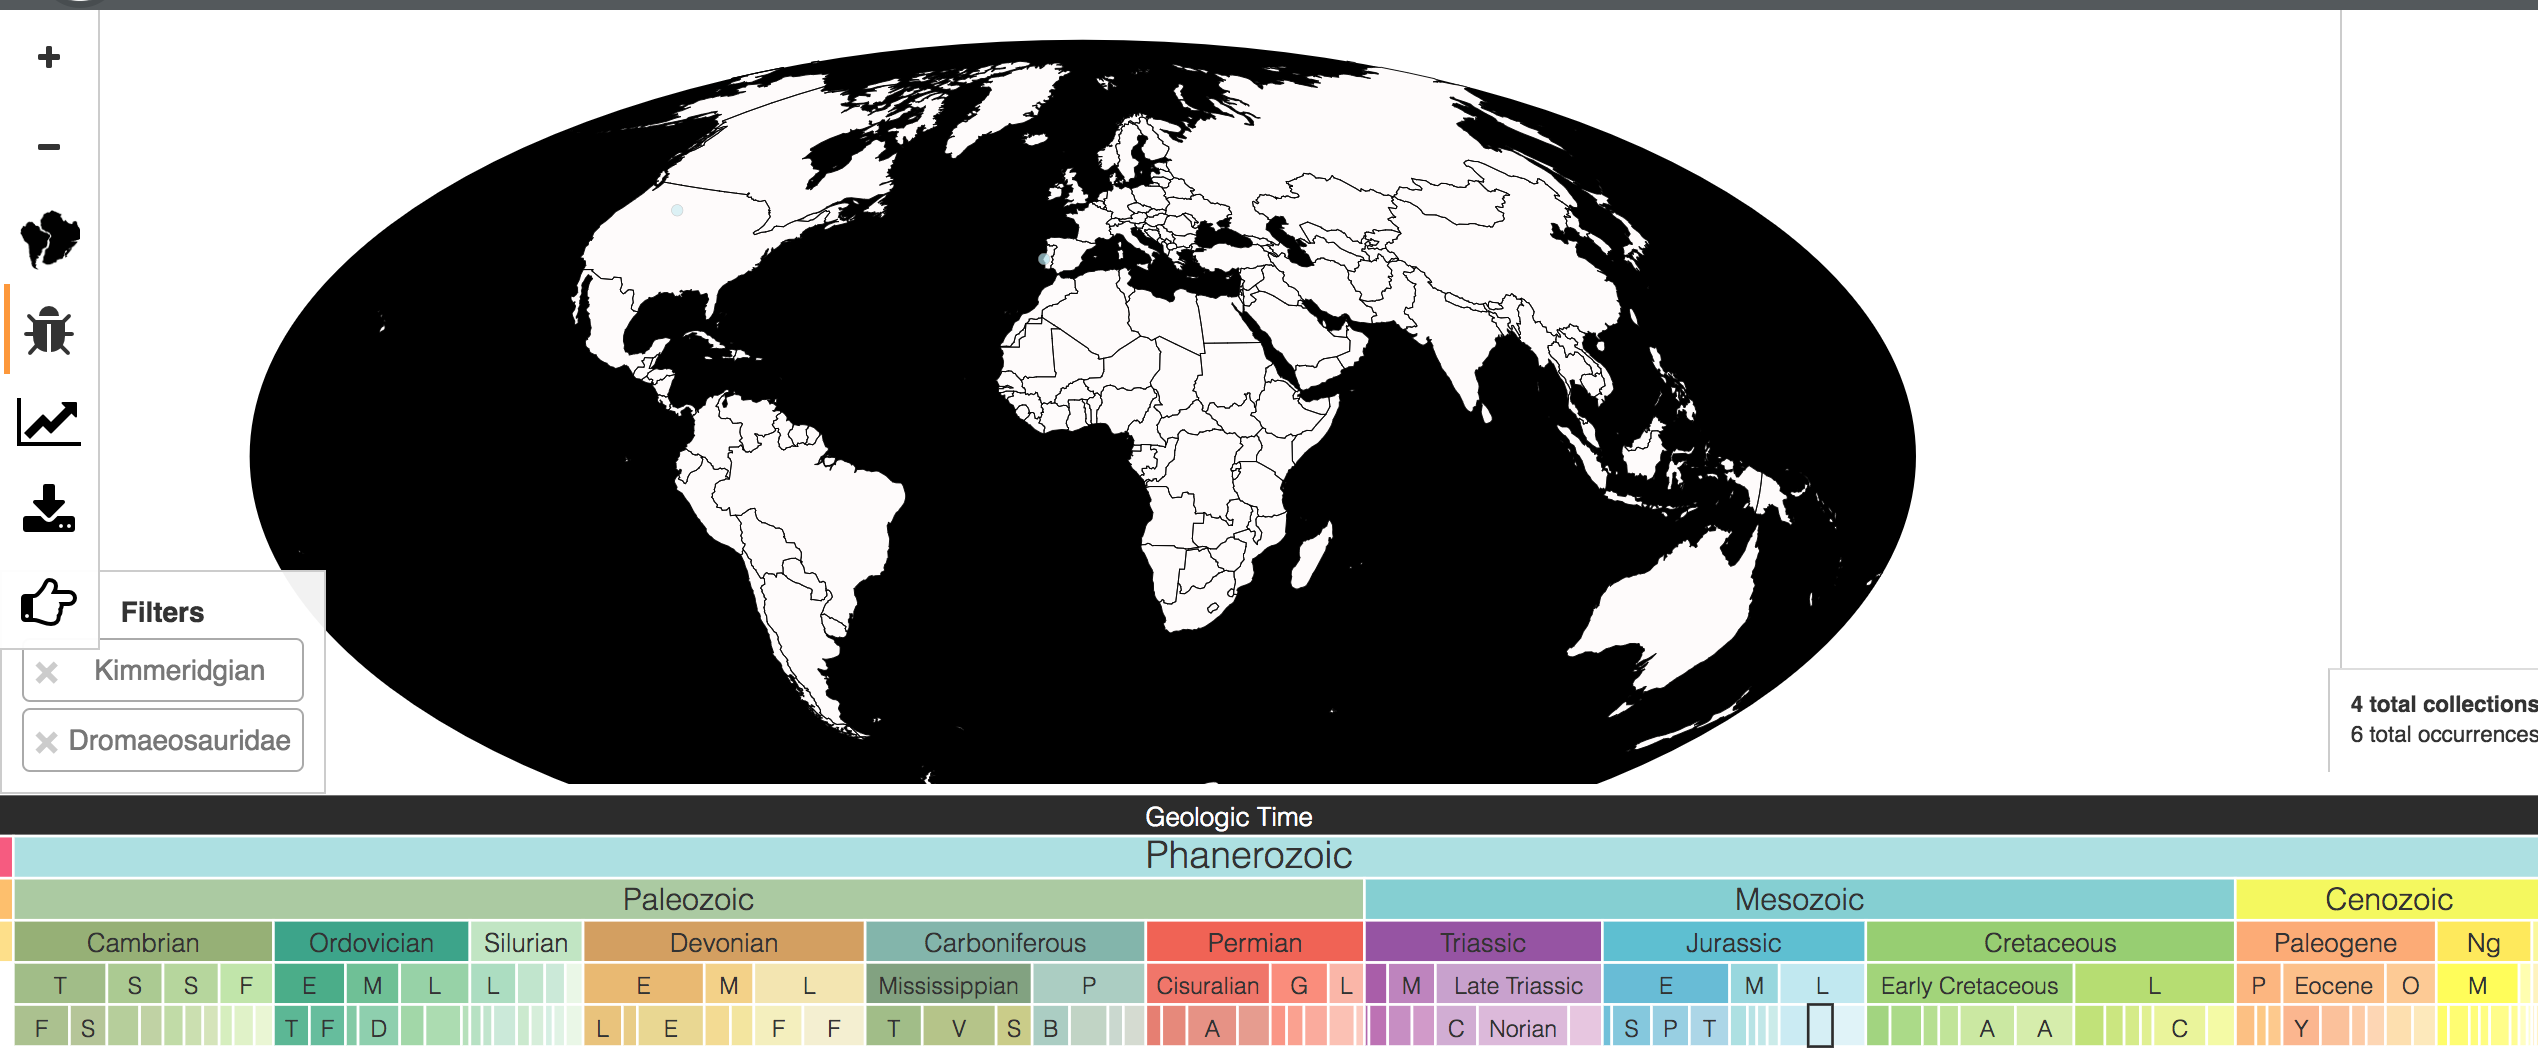 Filters
Kimmeridgian
Dromaeosauridae
4 total collections
6 total occurrences
Geologic Time
Phanerozoic
Paleozoic Mesozoic Cenozoic
Cambrian Ordovician Silurian Devonian Carboniferous Permian Triassic Jurassic Cretaceous Paleogene Ng
T S S F E M L L E M L Mississippian P Cisuralian G L M Late Triassic E M L Early Cretaceous L P Eocene O M
F S T F D L E F F T V S B A C Norian S P T A A C Y